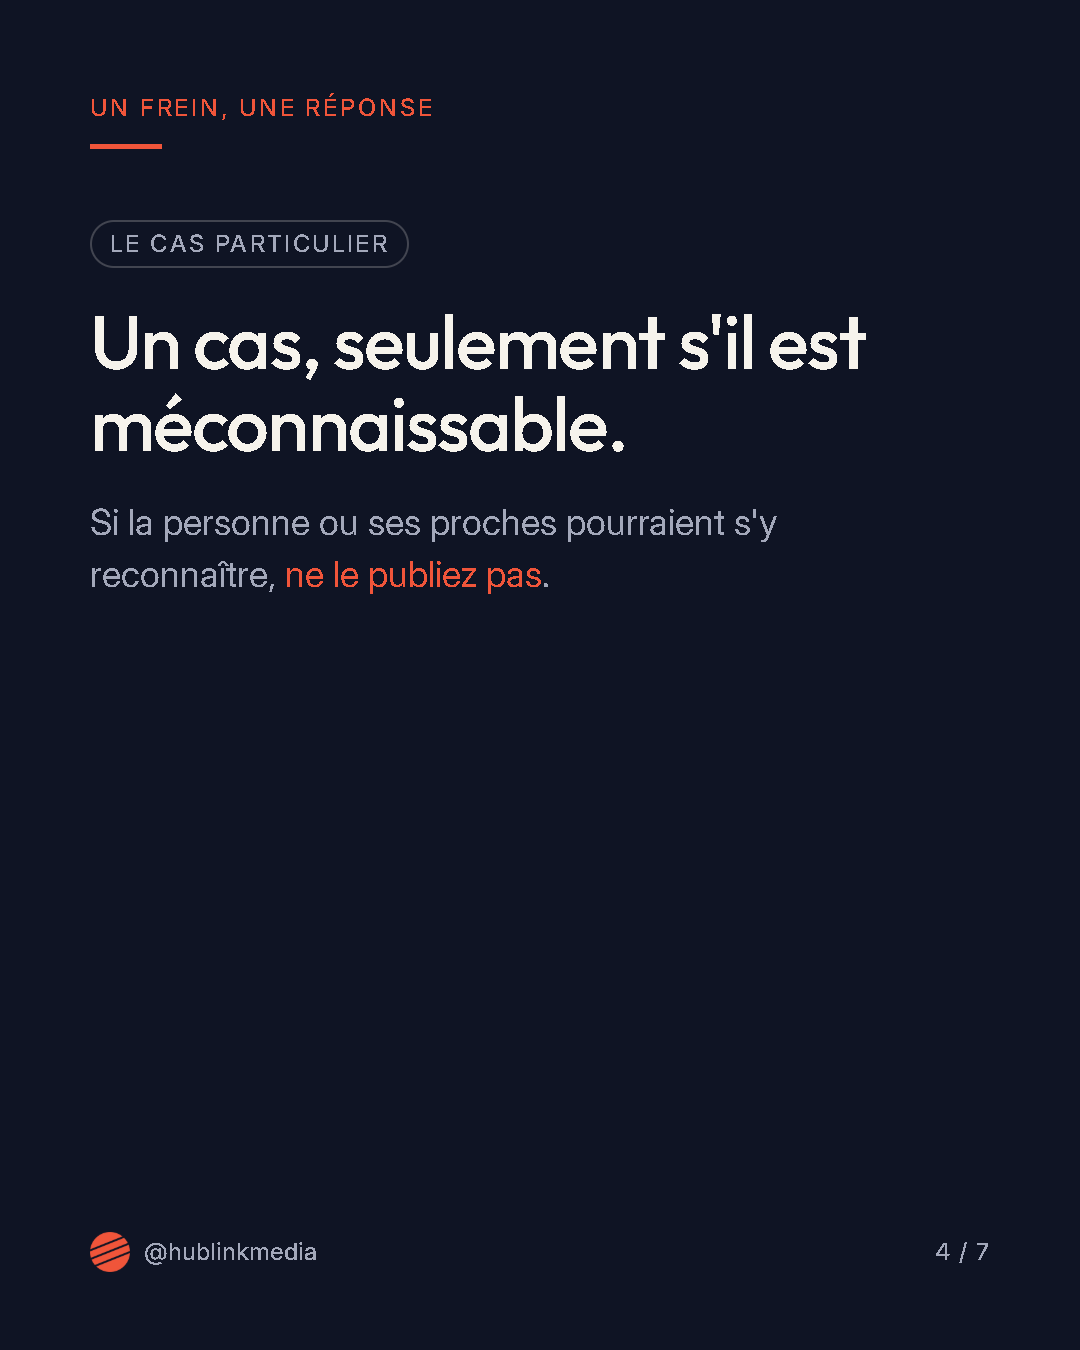 UN FREIN, UNE RÉPONSE
LE CAS PARTICULIER
Un cas, seulement s'il est
méconnaissable.
Si la personne ou ses proches pourraient s'y
reconnaître, ne le publiez pas.
@hublinkmedia
4 / 7